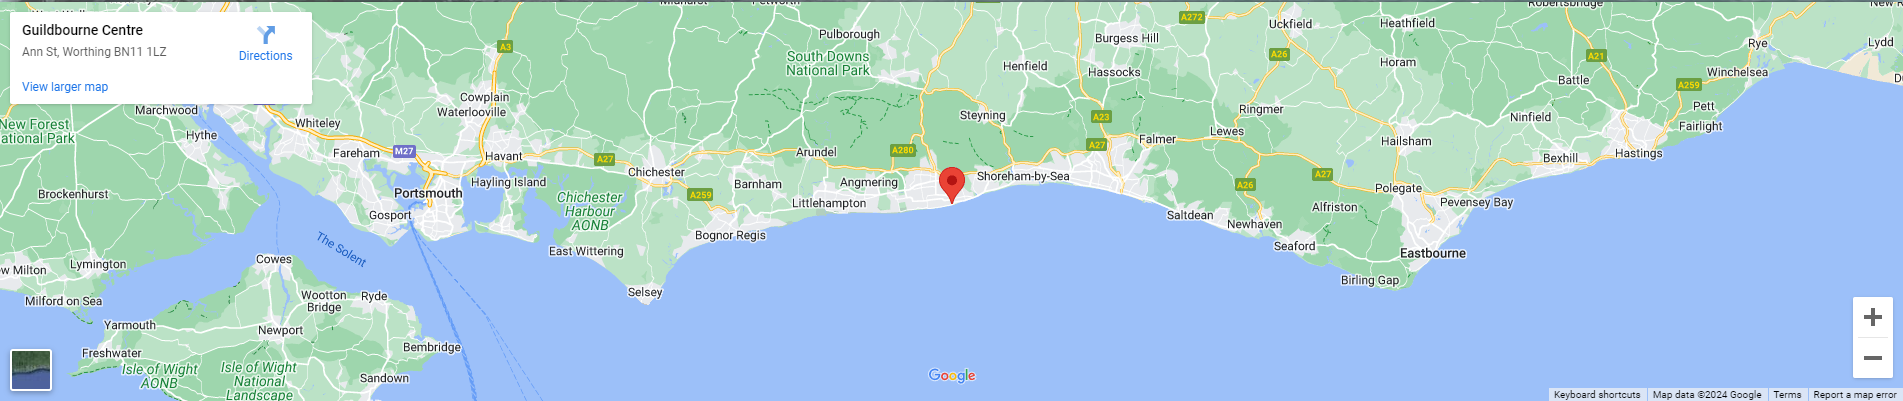 Guildbourne Centre
Ann St, Worthing BN11 1LZ
Directions
View larger map
Petworth
Pulborough
A272
Uckfield
Heathfield
Robertsbridge
A3
South Downs
National Park
Burgess Hill
A26
Horam
A21
Rye
Lydd
Henfield
Hassocks
Battle
Winchelsea
A259
Marchwood
Cowplain
Waterlooville
Steyning
A23
Ringmer
Ninfield
Pett
Fairlight
New Forest
ational Park
Hythe
Whiteley
Fareham
M27
Havant
A27
Arundel
A280
A27
Falmer
Lewes
Hailsham
Bexhill
Hastings
Brockenhurst
Portsmouth
Hayling Island
Chichester
A259
Barnham
Angmering
Shoreham-by-Sea
A26
A27
Polegate
Gosport
Chichester
Harbour
AONB
Littlehampton
Saltdean
Alfriston
Pevensey Bay
The Solent
East Wittering
Bognor Regis
Newhaven
Seaford
Eastbourne
w Milton
Lymington
Cowes
Selsey
Birling Gap
Milford on Sea
Wootton
Bridge
Ryde
Yarmouth
Newport
Freshwater
Bembridge
Isle of Wight
AONB
Isle of Wight
National
Landscape
Sandown
Google
Keyboard shortcuts
Map data ©2024 Google
Terms
Report a map error